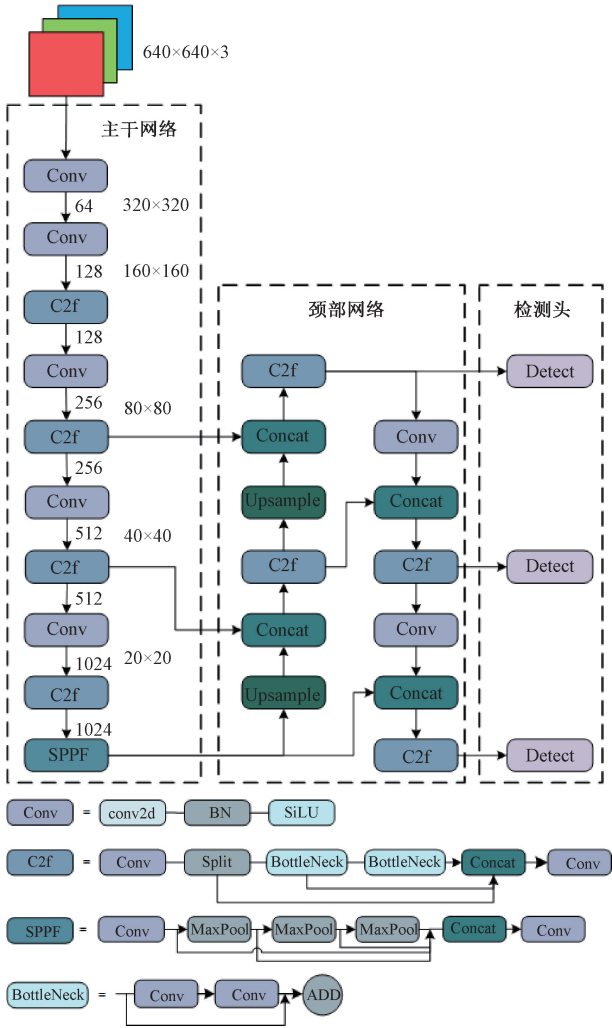 640×640×3
主干网络
Conv
64 320×320
Conv
128 160×160
C2f
128
Conv
256 80×80
C2f
256
Conv
512 40×40
C2f
512
Conv
1024 20×20
C2f
1024
SPPF
颈部网络
C2f
Concat
Upsample
C2f
Concat
Upsample
Conv
Concat
C2f
Conv
Concat
C2f
检测头
Detect
Detect
Detect
Conv = conv2d BN SiLU
C2f = Conv Split BottleNeck BottleNeck Concat Conv
SPPF = Conv MaxPool MaxPool MaxPool Concat Conv
BottleNeck = Conv Conv ADD